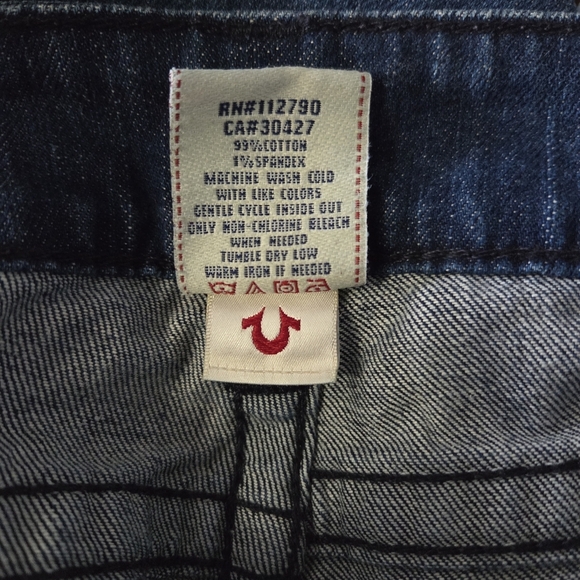 RN#112790
CA#30427
99%COTTON
1%SPANDEX
MACHINE WASH COLD
WITH LIKE COLORS
GENTLE CYCLE INSIDE OUT
ONLY NON-CHLORINE BLEACH
WHEN NEEDED
TUMBLE DRY LOW
WARM IRON IF NEEDED